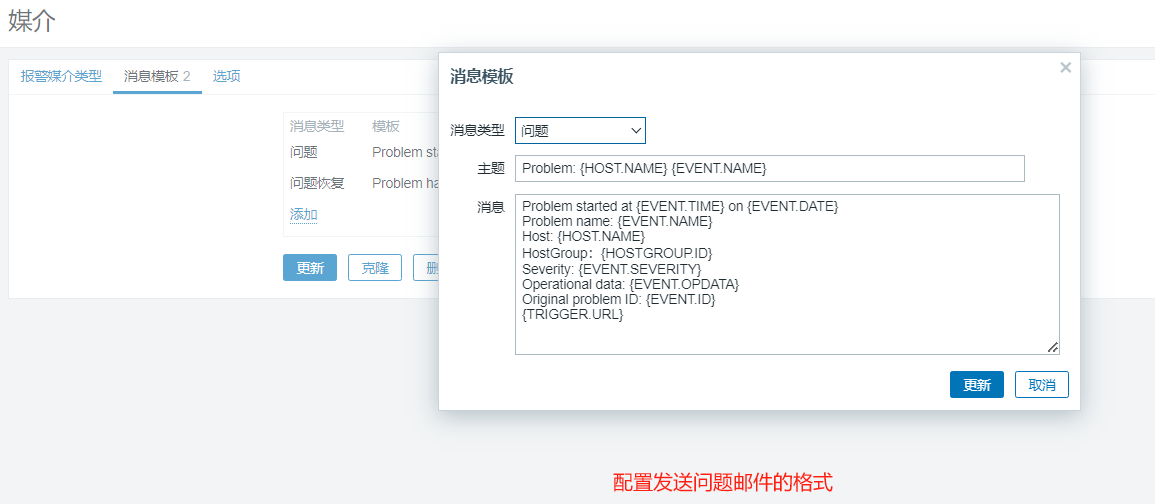 媒介
报警媒介类型 消息模板 2 选项
消息类型 模板
问题 Problem sta
问题恢复 Problem ha
添加
更新 克隆 删
消息模板
消息类型 问题
主题 Problem: {HOST.NAME} {EVENT.NAME}
消息 Problem started at {EVENT.TIME} on {EVENT.DATE}
Problem name: {EVENT.NAME}
Host: {HOST.NAME}
HostGroup：{HOSTGROUP.ID}
Severity: {EVENT.SEVERITY}
Operational data: {EVENT.OPDATA}
Original problem ID: {EVENT.ID}
{TRIGGER.URL}
更新 取消
配置发送问题邮件的格式